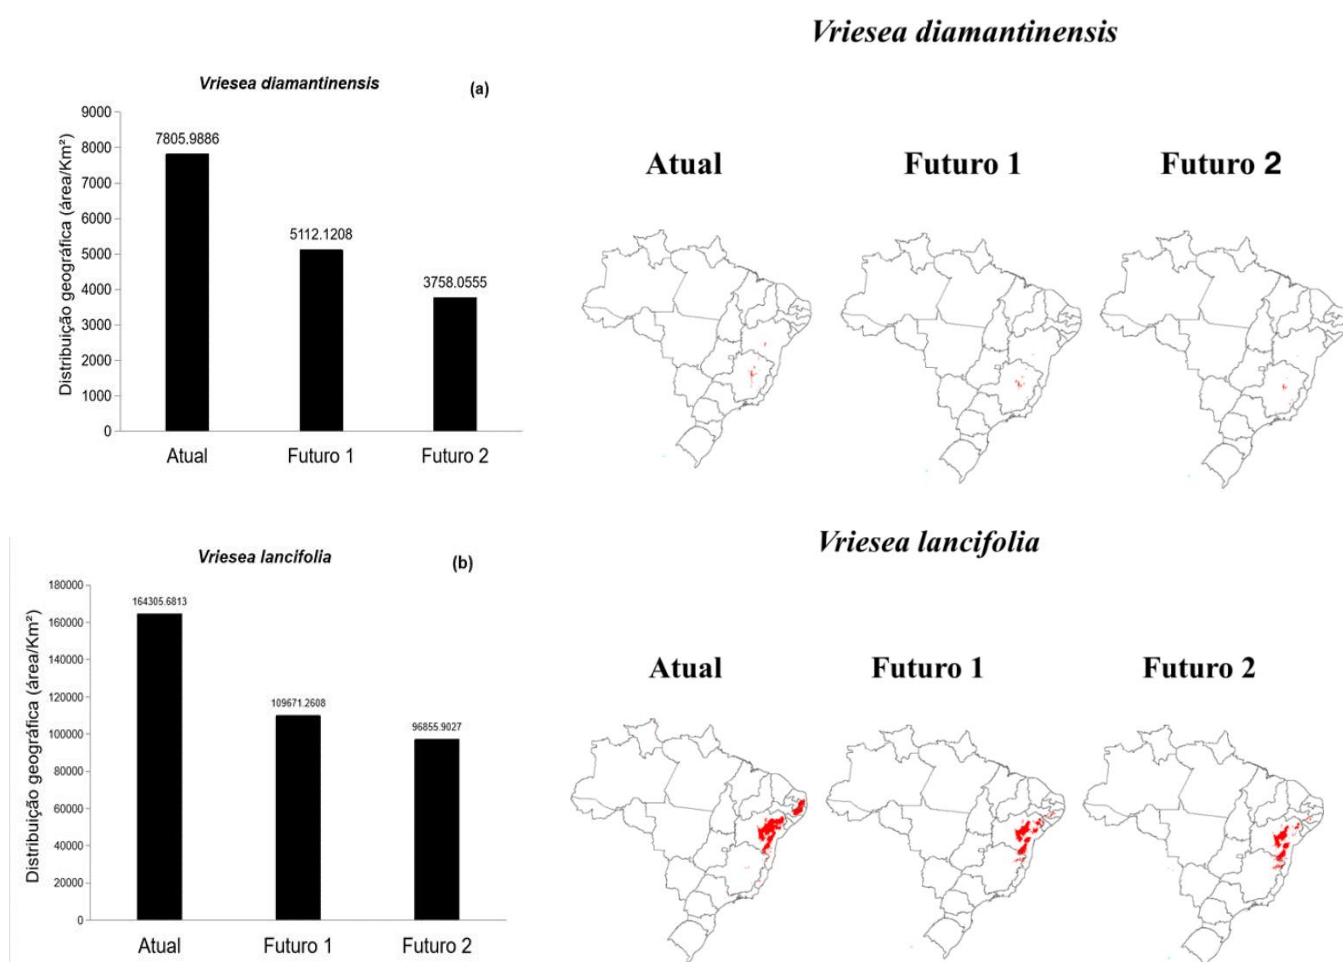 Vriesea diamantinensis
Vriesea diamantinensis (a)
Distribuição geográfica (área/Km²)
9000
8000
7000
6000
5000
4000
3000
2000
1000
0
7805.9886
5112.1208
3758.0555
Atual Futuro 1 Futuro 2
Atual Futuro 1 Futuro 2
Vriesea lancifolia
Vriesea lancifolia (b)
Distribuição geográfica (área/Km²)
180000
160000
140000
120000
100000
80000
60000
40000
20000
0
164305.6813
109671.2608
96855.9027
Atual Futuro 1 Futuro 2
Atual Futuro 1 Futuro 2